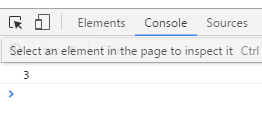 Elements Console Sources
Select an element in the page to inspect it Ctrl
3